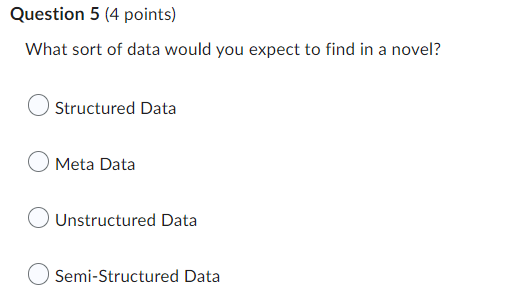 Question 5 (4 points)
What sort of data would you expect to find in a novel?
Structured Data
Meta Data
Unstructured Data
Semi-Structured Data